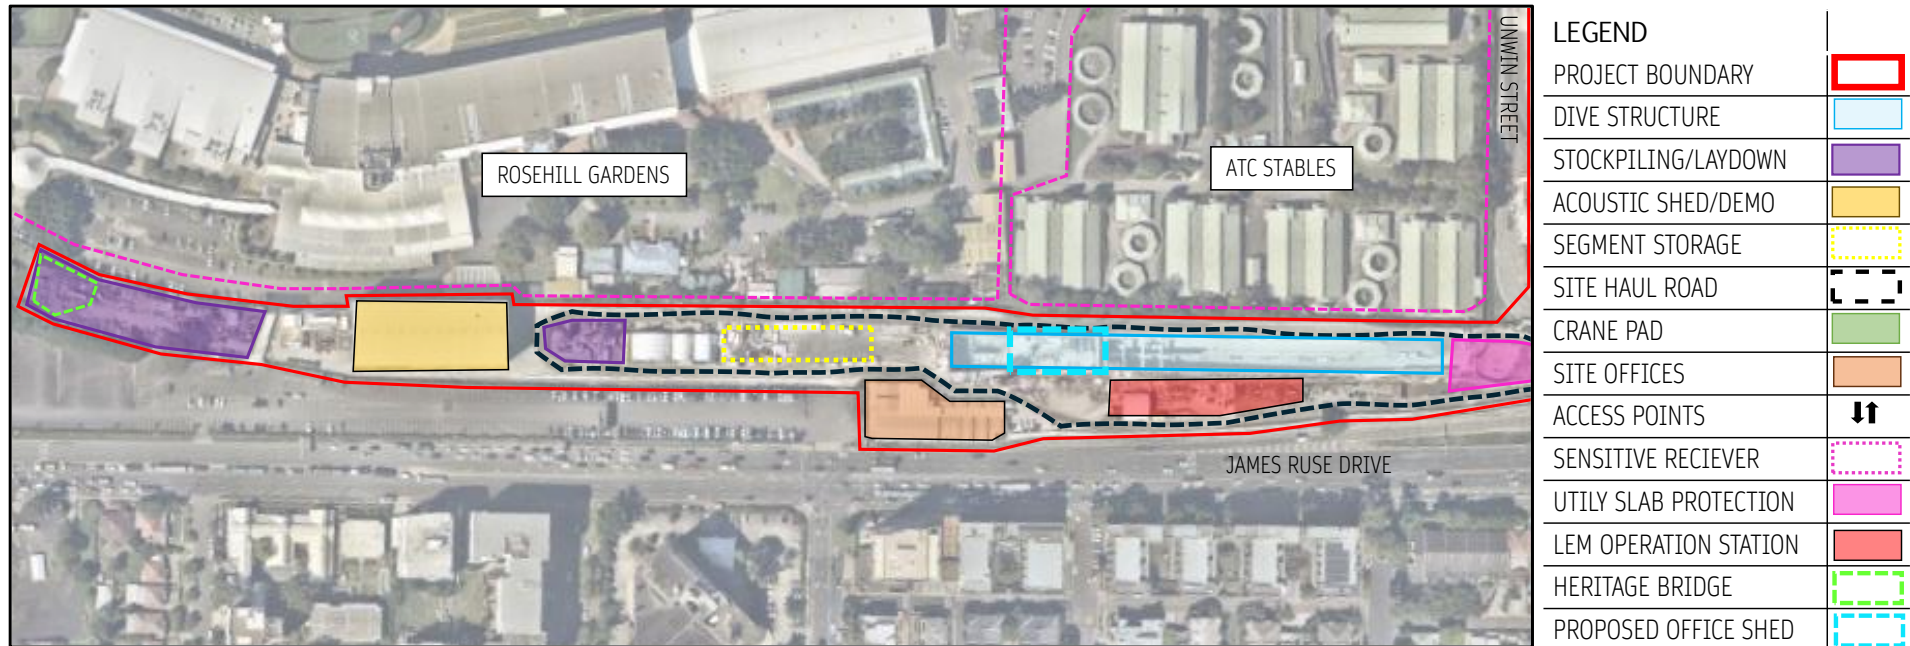 ROSEHILL GARDENS
ATC STABLES
UNWIN STREET
JAMES RUSE DRIVE
LEGEND
PROJECT BOUNDARY
DIVE STRUCTURE
STOCKPILING/LAYDOWN
ACOUSTIC SHED/DEMO
SEGMENT STORAGE
SITE HAUL ROAD
CRANE PAD
SITE OFFICES
ACCESS POINTS
SENSITIVE RECIEVER
UTILY SLAB PROTECTION
LEM OPERATION STATION
HERITAGE BRIDGE
PROPOSED OFFICE SHED